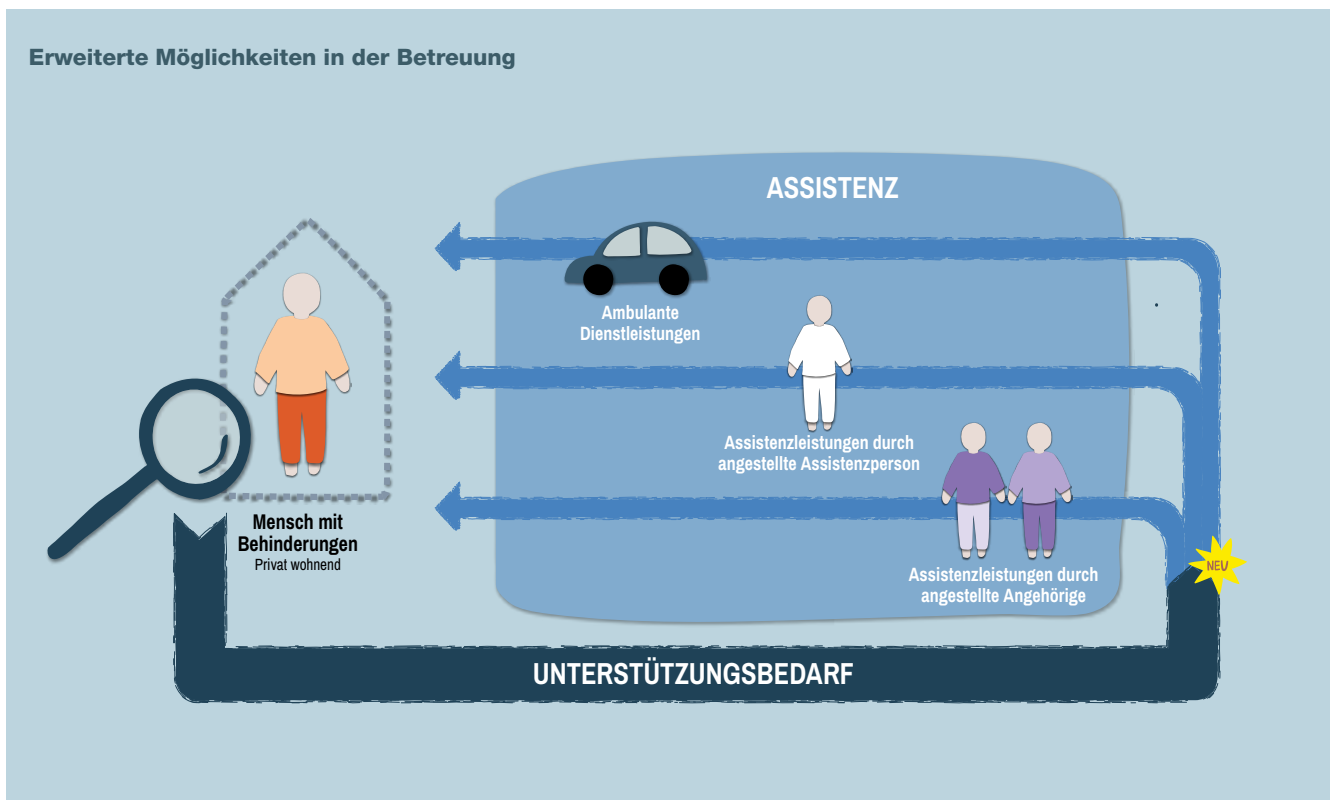 Erweiterte Möglichkeiten in der Betreuung
ASSISTENZ
Ambulante
Dienstleistungen
Assistenzleistungen durch
angestellte Assistenzperson
Assistenzleistungen durch
angestellte Angehörige
Mensch mit
Behinderungen
Privat wohnend
NEU
UNTERSTÜTZUNGSBEDARF